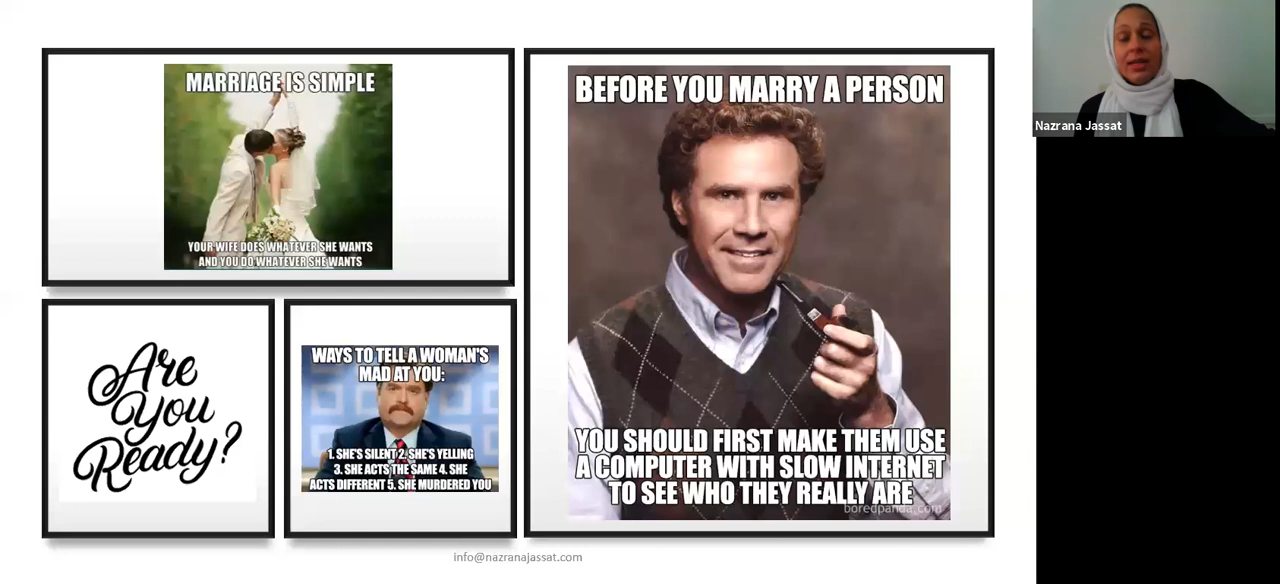 MARRIAGE IS SIMPLE
YOUR WIFE DOES WHATEVER SHE WANTS
AND YOU DO WHATEVER SHE WANTS
BEFORE YOU MARRY A PERSON
YOU SHOULD FIRST MAKE THEM USE
A COMPUTER WITH SLOW INTERNET
TO SEE WHO THEY REALLY ARE
boredpanda.com
Are
You
Ready?
WAYS TO TELL A WOMAN'S
MAD AT YOU:
1. SHE'S SILENT 2. SHE'S YELLING
3. SHE ACTS THE SAME 4. SHE
ACTS DIFFERENT 5. SHE MURDERED YOU
info@nazranajassat.com
Nazrana Jassat